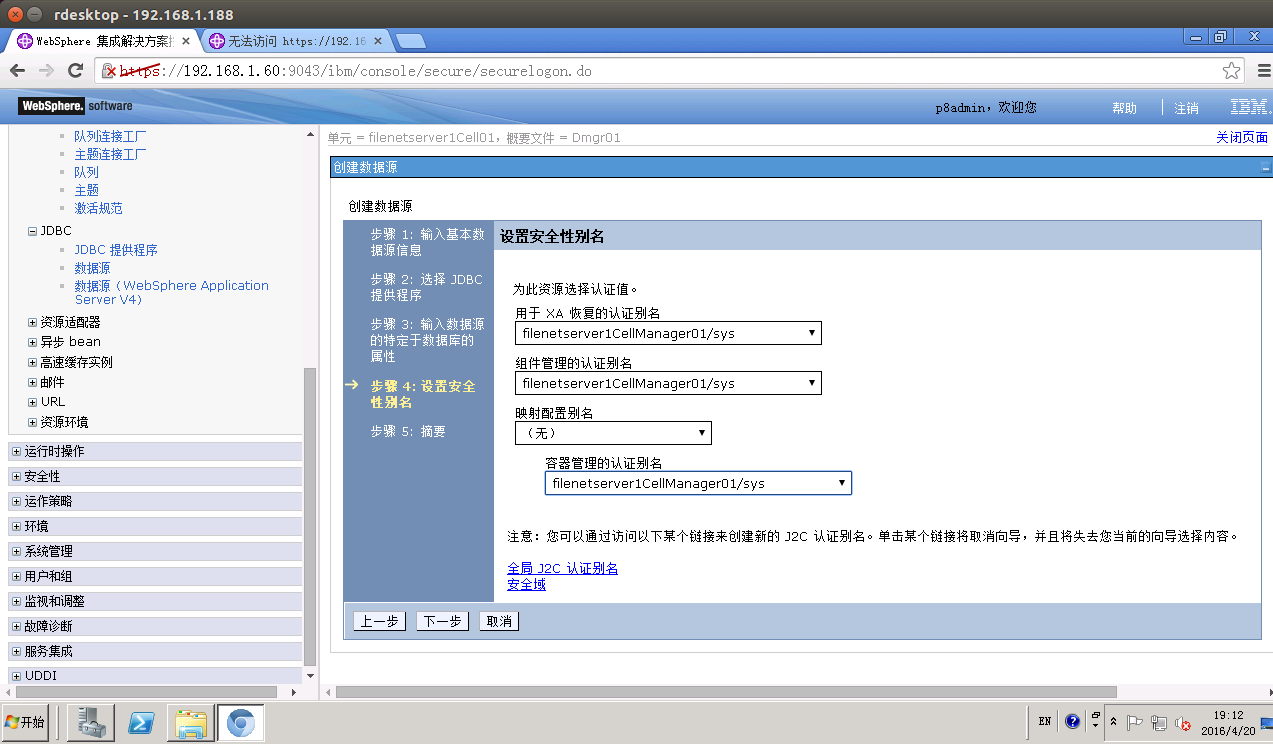 rdesktop - 192.168.1.188
WebSphere 集成解决方案
无法访问 https://192.16
https://192.168.1.60:9043/ibm/console/secure/securelogon.do
WebSphere. software
p8admin，欢迎您
帮助
注销
IBM.
队列连接工厂
主题连接工厂
队列
主题
激活规范
JDBC
JDBC 提供程序
数据源
数据源（WebSphere Application
Server V4）
资源适配器
异步 bean
高速缓存实例
邮件
URL
资源环境
运行时操作
安全性
运作策略
环境
系统管理
用户和组
监视和调整
故障诊断
服务集成
UDDI
单元 = filenetserver1Cell01，概要文件 = Dmgr01
关闭页面
创建数据源
创建数据源
步骤 1：输入基本数
据源信息
步骤 2：选择 JDBC
提供程序
步骤 3：输入数据源
的特定于数据库的
属性
步骤 4：设置安全
性别名
步骤 5：摘要
设置安全性别名
为此资源选择认证值。
用于 XA 恢复的认证别名
filenetserver1CellManager01/sys
组件管理的认证别名
filenetserver1CellManager01/sys
映射配置别名
（无）
容器管理的认证别名
filenetserver1CellManager01/sys
注意：您可以通过访问以下某个链接来创建新的 J2C 认证别名。单击某个链接将取消向导，并且将失去您当前的向导选择内容。
全局 J2C 认证别名
安全域
上一步
下一步
取消
开始
EN
19:12
2016/4/20